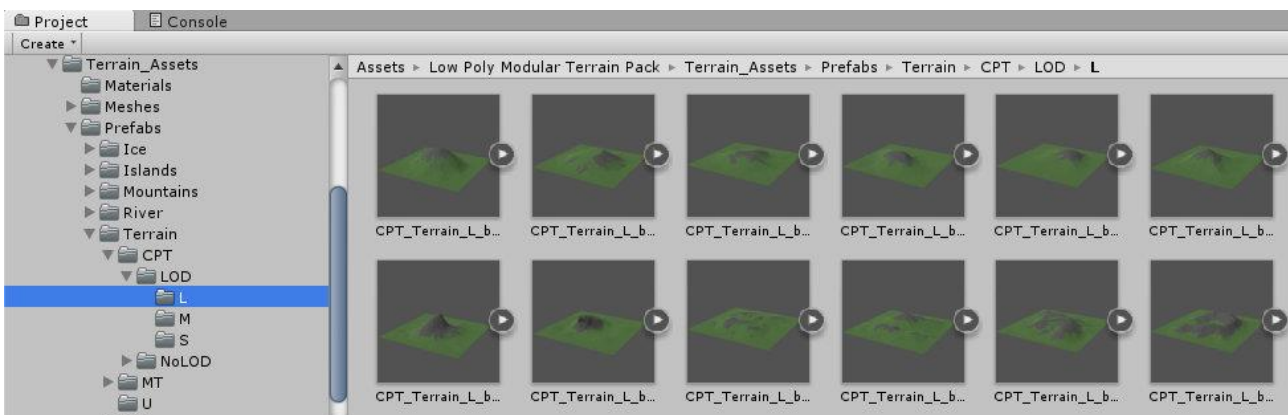 Project
Console
Create
Terrain_Assets
Materials
Meshes
Prefabs
Ice
Islands
Mountains
River
Terrain
CPT
LOD
L
M
S
NoLOD
MT
U
Assets ▸ Low Poly Modular Terrain Pack ▸ Terrain_Assets ▸ Prefabs ▸ Terrain ▸ CPT ▸ LOD ▸ L
CPT_Terrain_L_b... CPT_Terrain_L_b... CPT_Terrain_L_b... CPT_Terrain_L_b... CPT_Terrain_L_b... CPT_Terrain_L_b...
CPT_Terrain_L_b... CPT_Terrain_L_b... CPT_Terrain_L_b... CPT_Terrain_L_b... CPT_Terrain_L_b... CPT_Terrain_L_b...